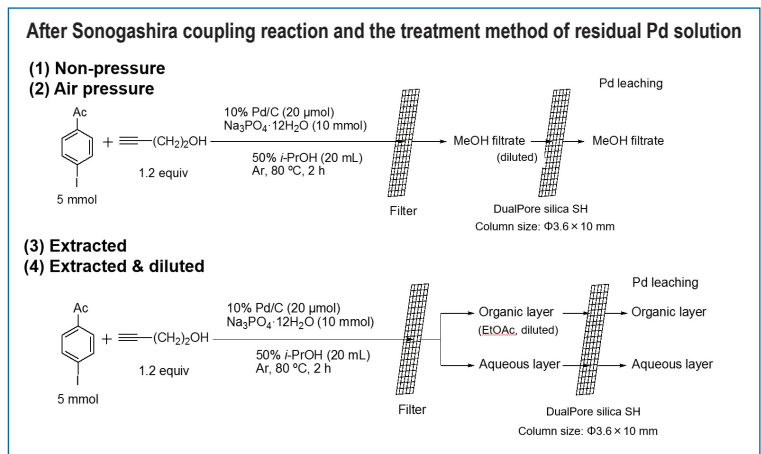 After Sonogashira coupling reaction and the treatment method of residual Pd solution
(1) Non-pressure
(2) Air pressure
Pd leaching
Ac
I
5 mmol
+
(CH₂)₂OH
1.2 equiv
10% Pd/C (20 μmol)
Na₃PO₄·12H₂O (10 mmol)
50% i-PrOH (20 mL)
Ar, 80 ºC, 2 h
Filter
MeOH filtrate
(diluted)
MeOH filtrate
DualPore silica SH
Column size: Φ3.6 × 10 mm
(3) Extracted
(4) Extracted & diluted
Pd leaching
Ac
I
5 mmol
+
(CH₂)₂OH
1.2 equiv
10% Pd/C (20 μmol)
Na₃PO₄·12H₂O (10 mmol)
50% i-PrOH (20 mL)
Ar, 80 ºC, 2 h
Filter
Organic layer
(EtOAc, diluted)
Organic layer
Aqueous layer
Aqueous layer
DualPore silica SH
Column size: Φ3.6 × 10 mm